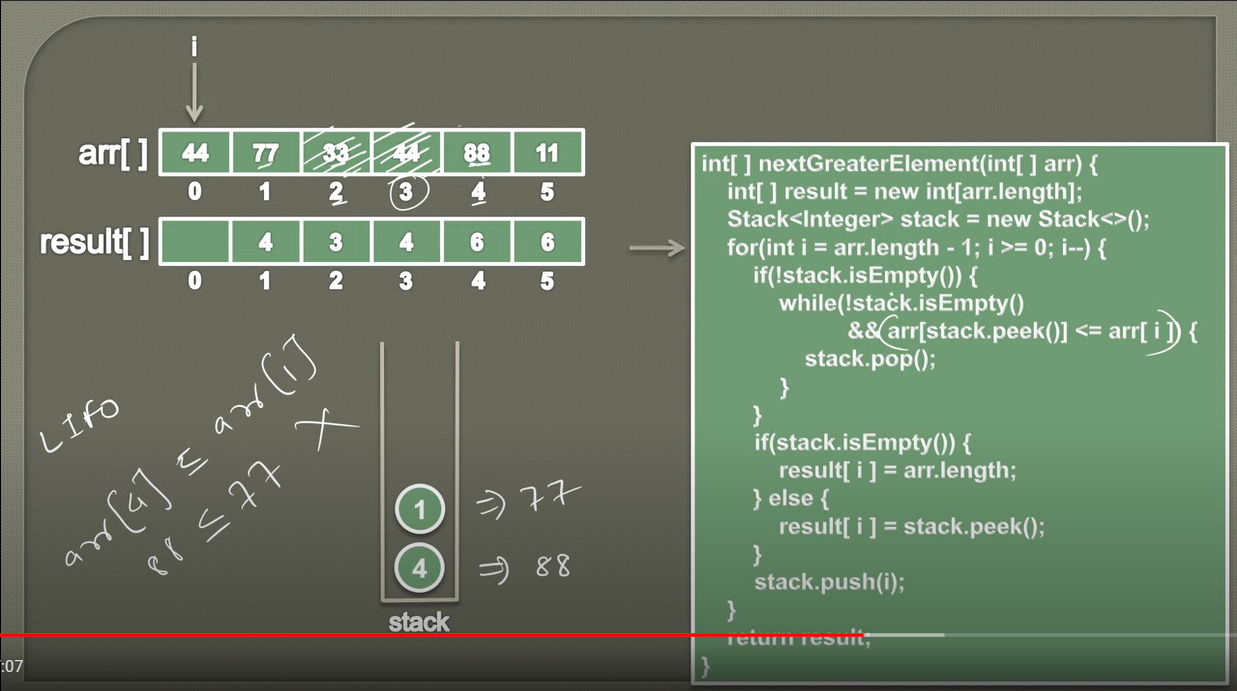 i
arr[ ] 44 77 33 44 88 11
0 1 2 3 4 5
result[ ] 4 3 4 6 6
0 1 2 3 4 5
LIFO
arr[4] ≤ arr[i]
88 ≤ 77 X
1 => 77
4 => 88
stack
int[ ] nextGreaterElement(int[ ] arr) {
int[ ] result = new int[arr.length];
Stack<Integer> stack = new Stack<>();
for(int i = arr.length - 1; i >= 0; i--) {
if(!stack.isEmpty()) {
while(!stack.isEmpty()
&& arr[stack.peek()] <= arr[ i ]) {
stack.pop();
}
}
if(stack.isEmpty()) {
result[ i ] = arr.length;
} else {
result[ i ] = stack.peek();
}
stack.push(i);
}
return result;
}
:07